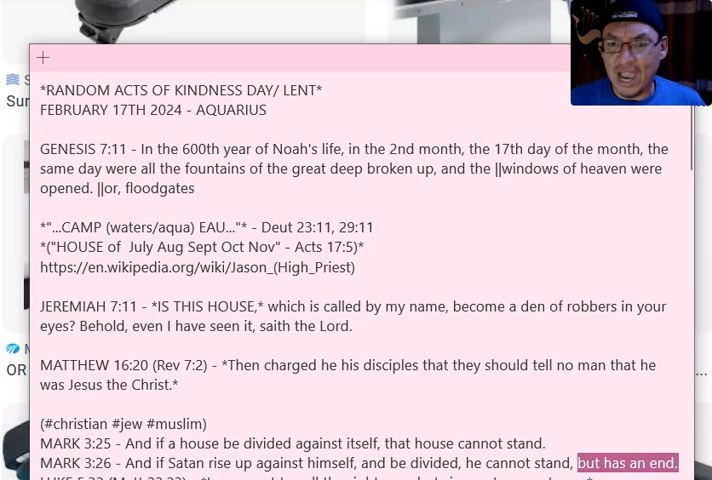 *RANDOM ACTS OF KINDNESS DAY/ LENT*
FEBRUARY 17TH 2024 - AQUARIUS
GENESIS 7:11 - In the 600th year of Noah's life, in the 2nd month, the 17th day of the month, the
same day were all the fountains of the great deep broken up, and the ||windows of heaven were
opened. ||or, floodgates
*"...CAMP (waters/aqua) EAU..."* - Deut 23:11, 29:11
*("HOUSE of  July Aug Sept Oct Nov" - Acts 17:5)*
https://en.wikipedia.org/wiki/Jason_(High_Priest)
JEREMIAH 7:11 - *IS THIS HOUSE,* which is called by my name, become a den of robbers in your
eyes? Behold, even I have seen it, saith the Lord.
MATTHEW 16:20 (Rev 7:2) - *Then charged he his disciples that they should tell no man that he
was Jesus the Christ.*
(#christian #jew #muslim)
MARK 3:25 - And if a house be divided against itself, that house cannot stand.
MARK 3:26 - And if Satan rise up against himself, and be divided, he cannot stand, but has an end.
OR